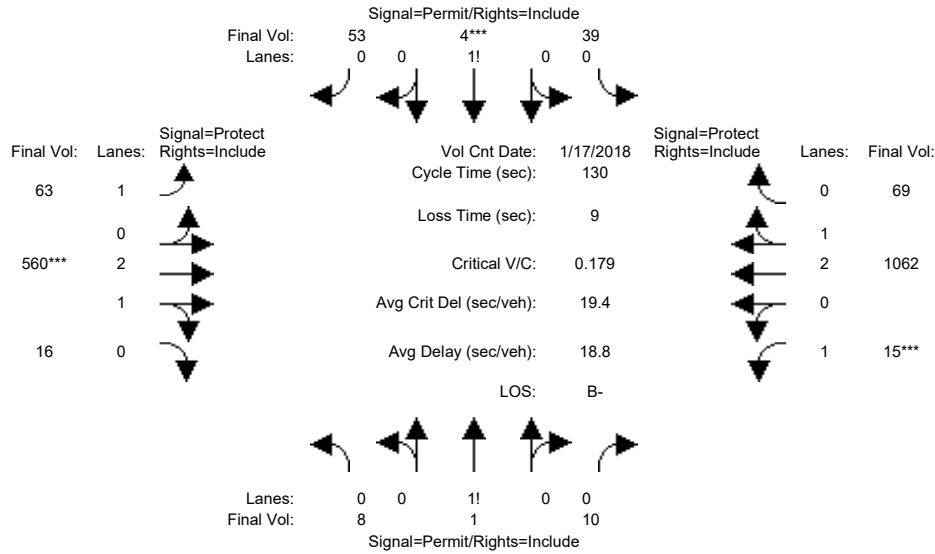 Signal=Permit/Rights=Include
Final Vol: 53 4*** 39
Lanes: 0 0 1! 0 0
Signal=Protect Signal=Protect
Final Vol: Lanes: Rights=Include Vol Cnt Date: 1/17/2018 Rights=Include Lanes: Final Vol:
Cycle Time (sec): 130
63 1 0 69
Loss Time (sec): 9
0 1
560*** 2 Critical V/C: 0.179 2 1062
1 Avg Crit Del (sec/veh): 19.4 0
16 0 Avg Delay (sec/veh): 18.8 1 15***
LOS: B-
Lanes: 0 0 1! 0 0
Final Vol: 8 1 10
Signal=Permit/Rights=Include